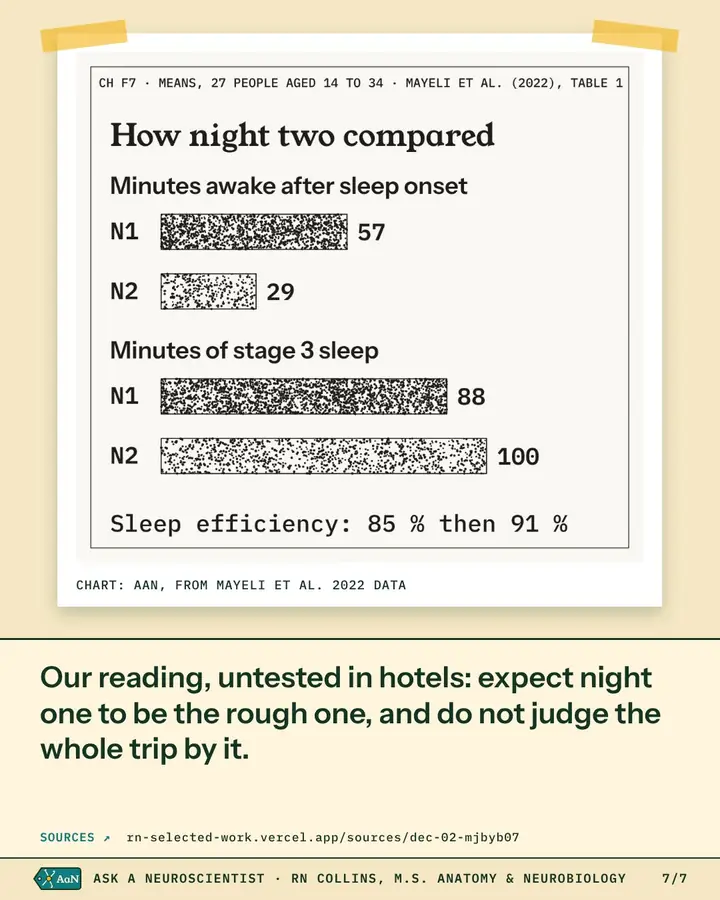 CH F7 · MEANS, 27 PEOPLE AGED 14 TO 34 · MAYELI ET AL. (2022), TABLE 1
How night two compared
Minutes awake after sleep onset
N1 57
N2 29
Minutes of stage 3 sleep
N1 88
N2 100
Sleep efficiency: 85 % then 91 %
CHART: AAN, FROM MAYELI ET AL. 2022 DATA
Our reading, untested in hotels: expect night
one to be the rough one, and do not judge the
whole trip by it.
SOURCES ↗ rn-selected-work.vercel.app/sources/dec-02-mjbyb07
AaN ASK A NEUROSCIENTIST · RN COLLINS, M.S. ANATOMY & NEUROBIOLOGY 7/7